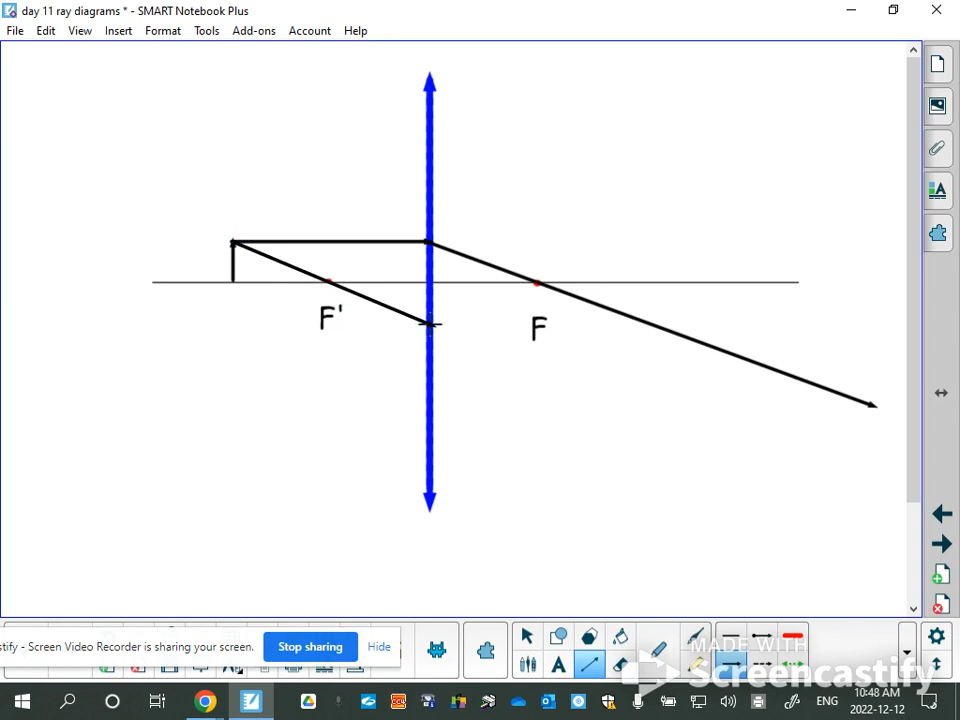 day 11 ray diagrams * - SMART Notebook Plus
File Edit View Insert Format Tools Add-ons Account Help
F'
F
stify - Screen Video Recorder is sharing your screen.
Stop sharing
Hide
MADE WITH
Screencastify
ENG
10:48 AM
2022-12-12